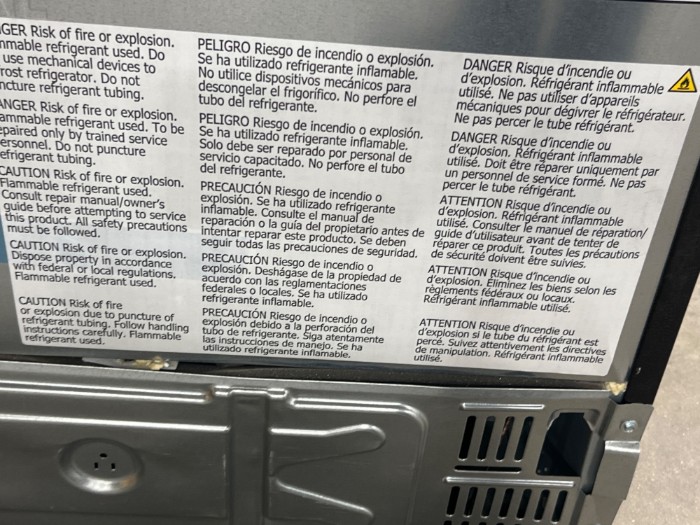 GER Risk of fire or explosion.
mmable refrigerant used. Do
use mechanical devices to
rost refrigerator. Do not
ncture refrigerant tubing.
NGER Risk of fire or explosion.
ammable refrigerant used. To be
epaired only by trained service
ersonnel. Do not puncture
efrigerant tubing.
CAUTION Risk of fire or explosion.
Flammable refrigerant used.
Consult repair manual/owner's
guide before attempting to service
this product. All safety precautions
must be followed.
CAUTION Risk of fire or explosion.
Dispose property in accordance
with federal or local regulations.
Flammable refrigerant used.
CAUTION Risk of fire
or explosion due to puncture of
refrigerant tubing. Follow handling
instructions carefully. Flammable
refrigerant used.
PELIGRO Riesgo de incendio o explosión.
Se ha utilizado refrigerante inflamable.
No utilice dispositivos mecánicos para
descongelar el frigorífico. No perfore el
tubo del refrigerante.
PELIGRO Riesgo de incendio o explosión.
Se ha utilizado refrigerante inflamable.
Solo debe ser reparado por personal de
servicio capacitado. No perfore el tubo
del refrigerante.
PRECAUCIÓN Riesgo de incendio o
explosión. Se ha utilizado refrigerante
inflamable. Consulte el manual de
reparación o la guía del propietario antes de
intentar reparar este producto. Se deben
seguir todas las precauciones de seguridad.
PRECAUCIÓN Riesgo de incendio o
explosión. Deshágase de la propiedad de
acuerdo con las reglamentaciones
federales o locales. Se ha utilizado
refrigerante inflamable.
PRECAUCIÓN Riesgo de incendio o
explosión debido a la perforación del
tubo de refrigerante. Siga atentamente
las instrucciones de manejo. Se ha
utilizado refrigerante inflamable.
DANGER Risque d'incendie ou
d'explosion. Réfrigérant inflammable
utilisé. Ne pas utiliser d'appareils
mécaniques pour dégivrer le réfrigérateur.
Ne pas percer le tube réfrigérant.
DANGER Risque d'incendie ou
d'explosion. Réfrigérant inflammable
utilisé. Doit être réparer uniquement par
un personnel de service formé. Ne pas
percer le tube réfrigérant.
ATTENTION Risque d'incendie ou
d'explosion. Réfrigérant inflammable
utilisé. Consulter le manuel de réparation/
guide d'utilisateur avant de tenter de
réparer ce produit. Toutes les précautions
de sécurité doivent être suivies.
ATTENTION Risque d'incendie ou
d'explosion. Eliminez les biens selon les
règlements fédéraux ou locaux.
Réfrigérant inflammable utilisé.
ATTENTION Risque d'incendie ou
d'explosion si le tube du réfrigérant est
percé. Suivez attentivement les directives
de manipulation. Réfrigérant inflammable
utilisé.